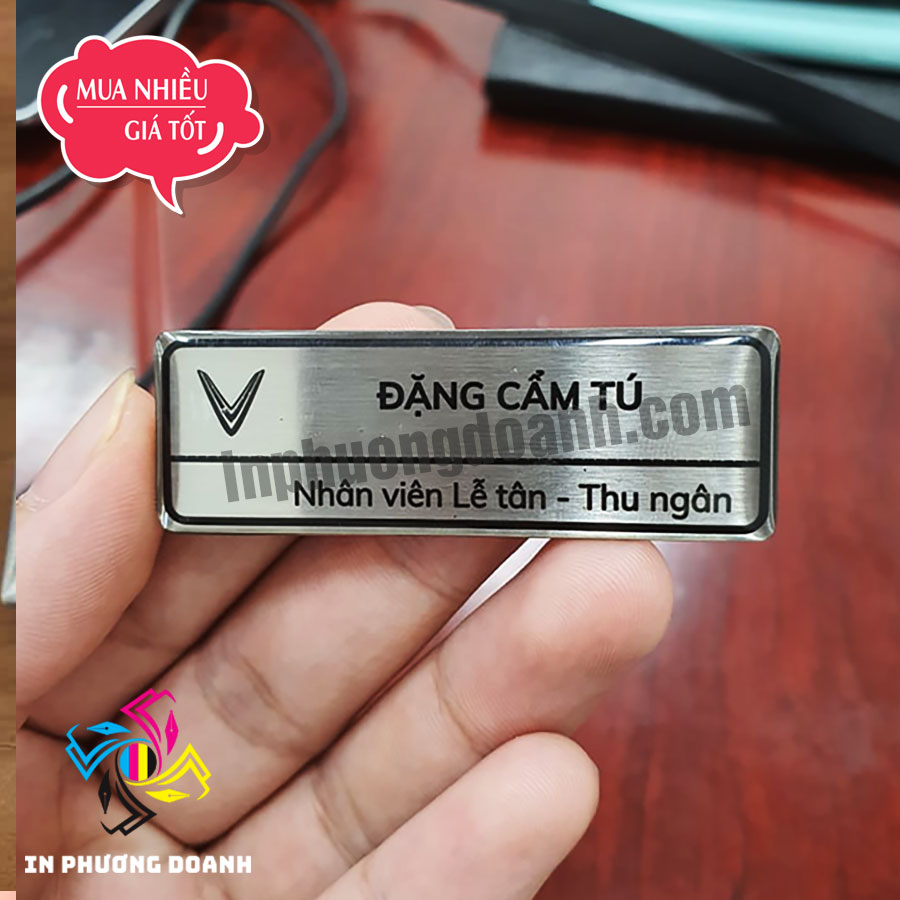 MUA NHIỀU
GIÁ TỐT
ĐẶNG CẨM TÚ
inphuongdoanh.com
Nhân viên Lễ tân - Thu ngân
IN PHƯƠNG DOANH